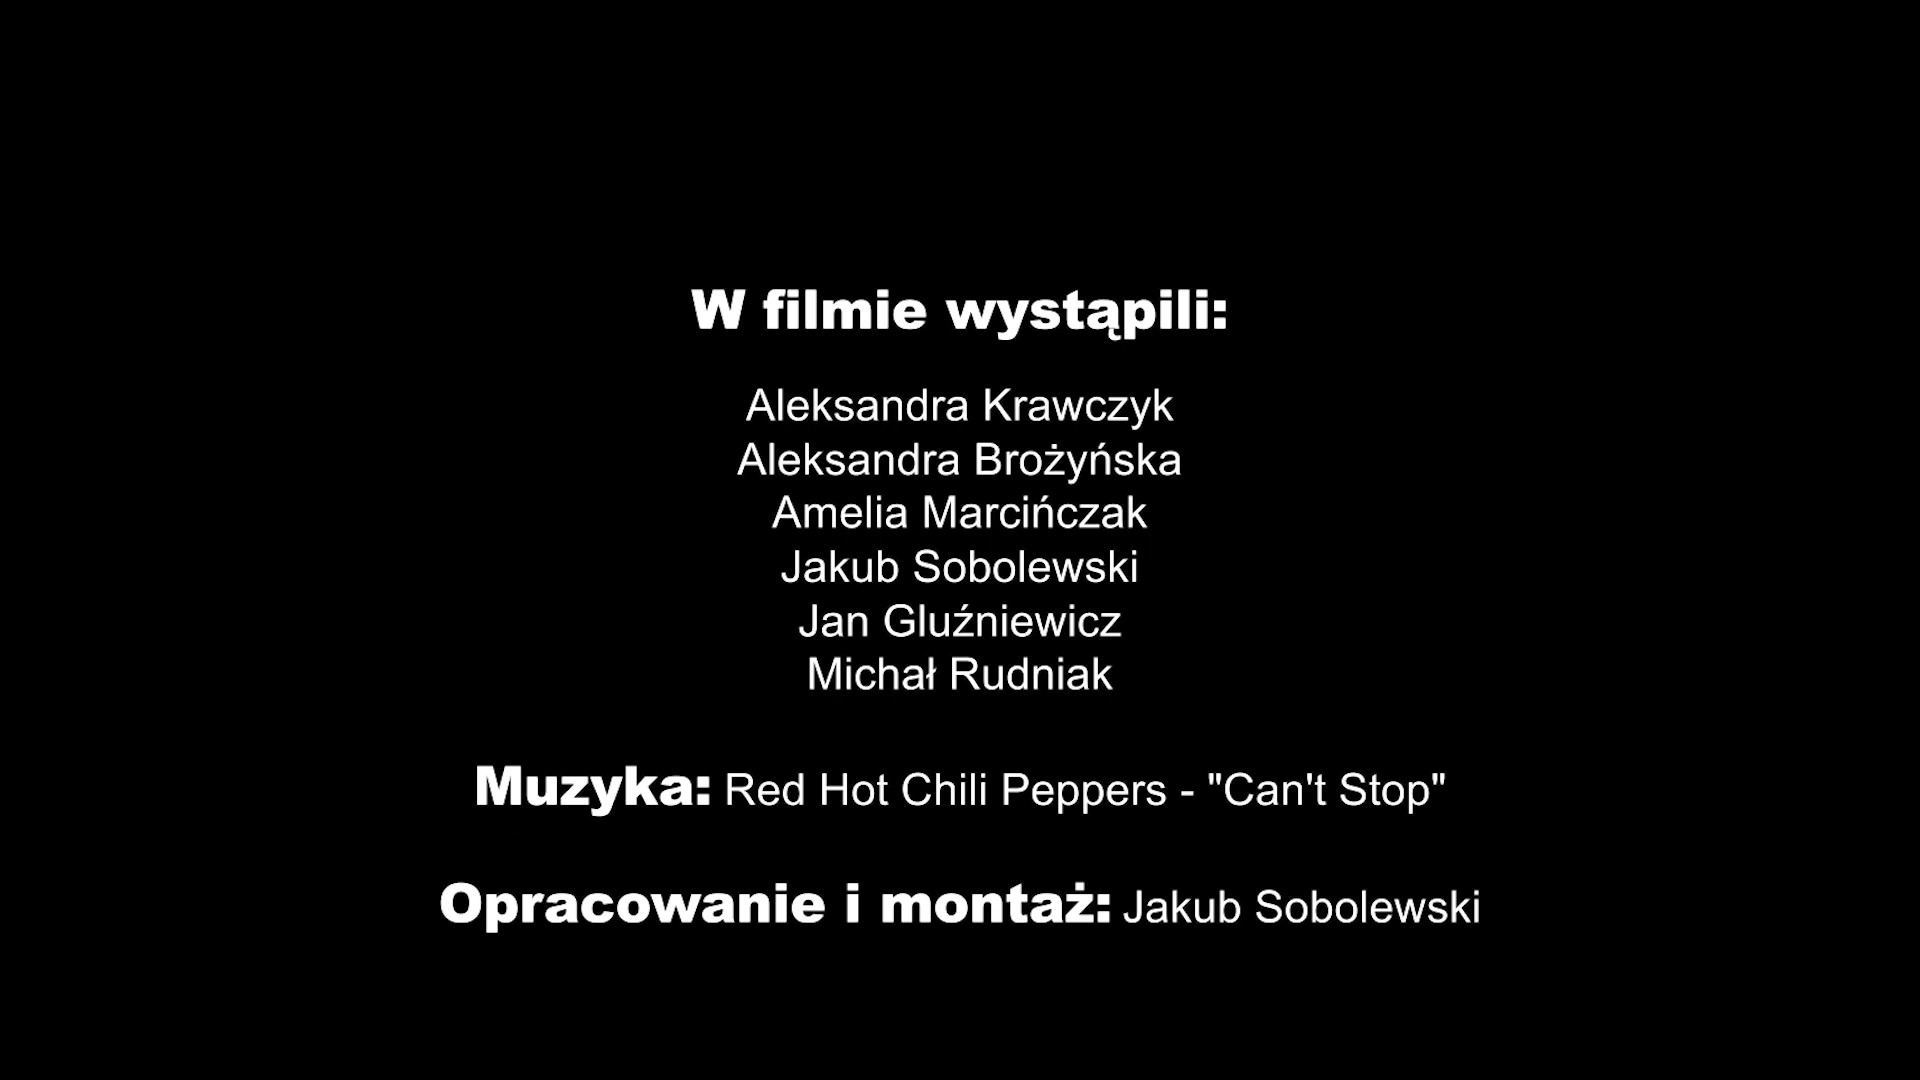 W filmie wystąpili:
Aleksandra Krawczyk
Aleksandra Brożyńska
Amelia Marcińczak
Jakub Sobolewski
Jan Gluźniewicz
Michał Rudniak
Muzyka: Red Hot Chili Peppers - "Can't Stop"
Opracowanie i montaż: Jakub Sobolewski